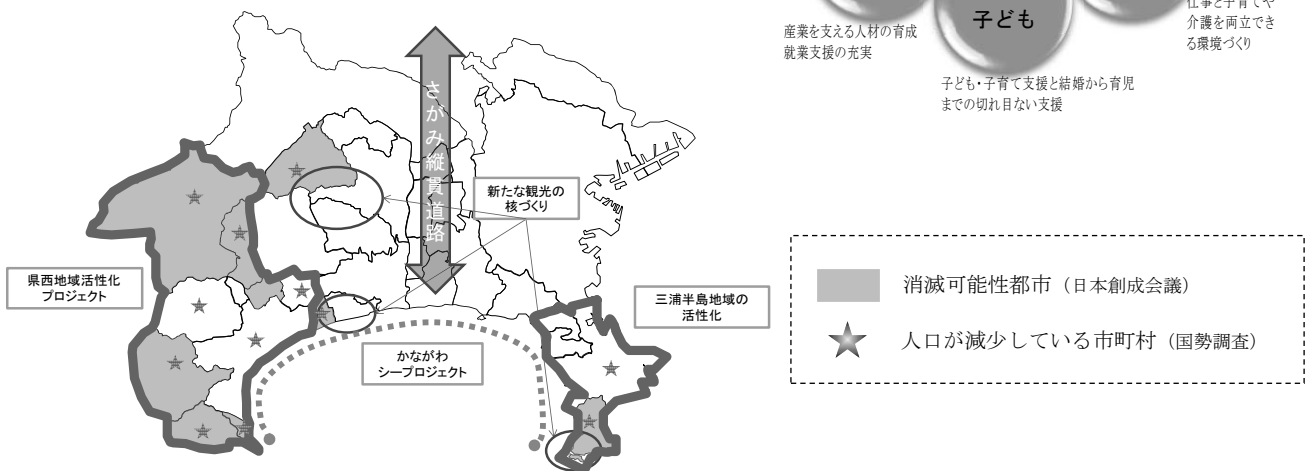 産業を支える人材の育成
就業支援の充実
子ども
仕事と子育てや
介護を両立でき
る環境づくり
子ども・子育て支援と結婚から育児
までの切れ目ない支援
さがみ縦貫道路
新たな観光の
核づくり
県西地域活性化
プロジェクト
三浦半島地域の
活性化
かながわ
シープロジェクト
消滅可能性都市（日本創成会議）
人口が減少している市町村（国勢調査）